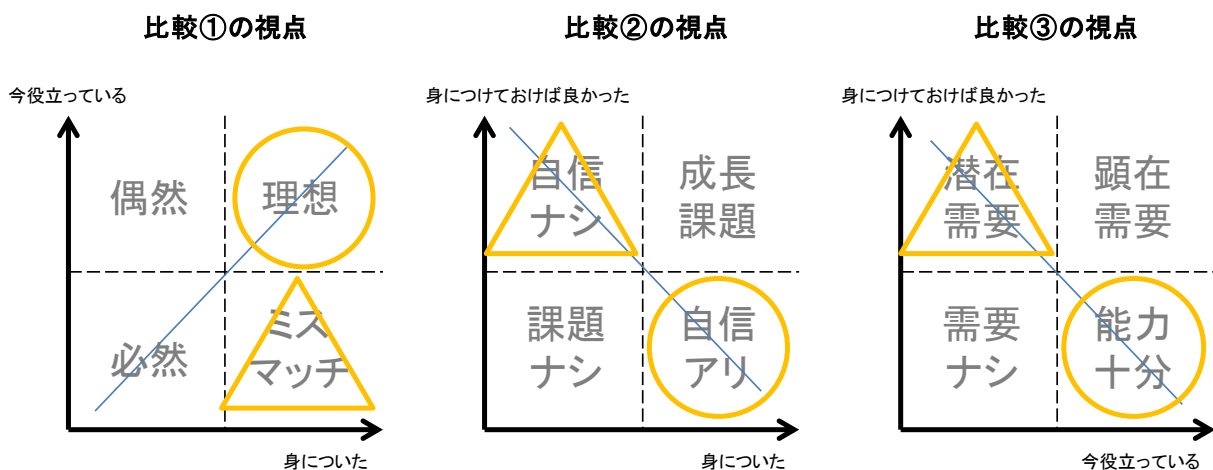 比較①の視点
今役立っている
偶然
理想
必然
ミス
マッチ
身についた
比較②の視点
身につけておけば良かった
自信
ナシ
成長
課題
課題
ナシ
自信
アリ
身についた
比較③の視点
身につけておけば良かった
潜在
需要
顕在
需要
需要
ナシ
能力
十分
今役立っている